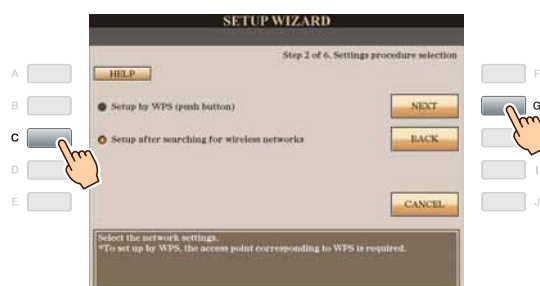 SETUP WIZARD
Step 2 of 6. Settings procedure selection
A
F
HELP
B
Setup by WPS (push button)
NEXT
G
C
Setup after searching for wireless networks
BACK
D
I
E
CANCEL
J
Select the network settings.
*To set up by WPS, the access point corresponding to WPS is required.